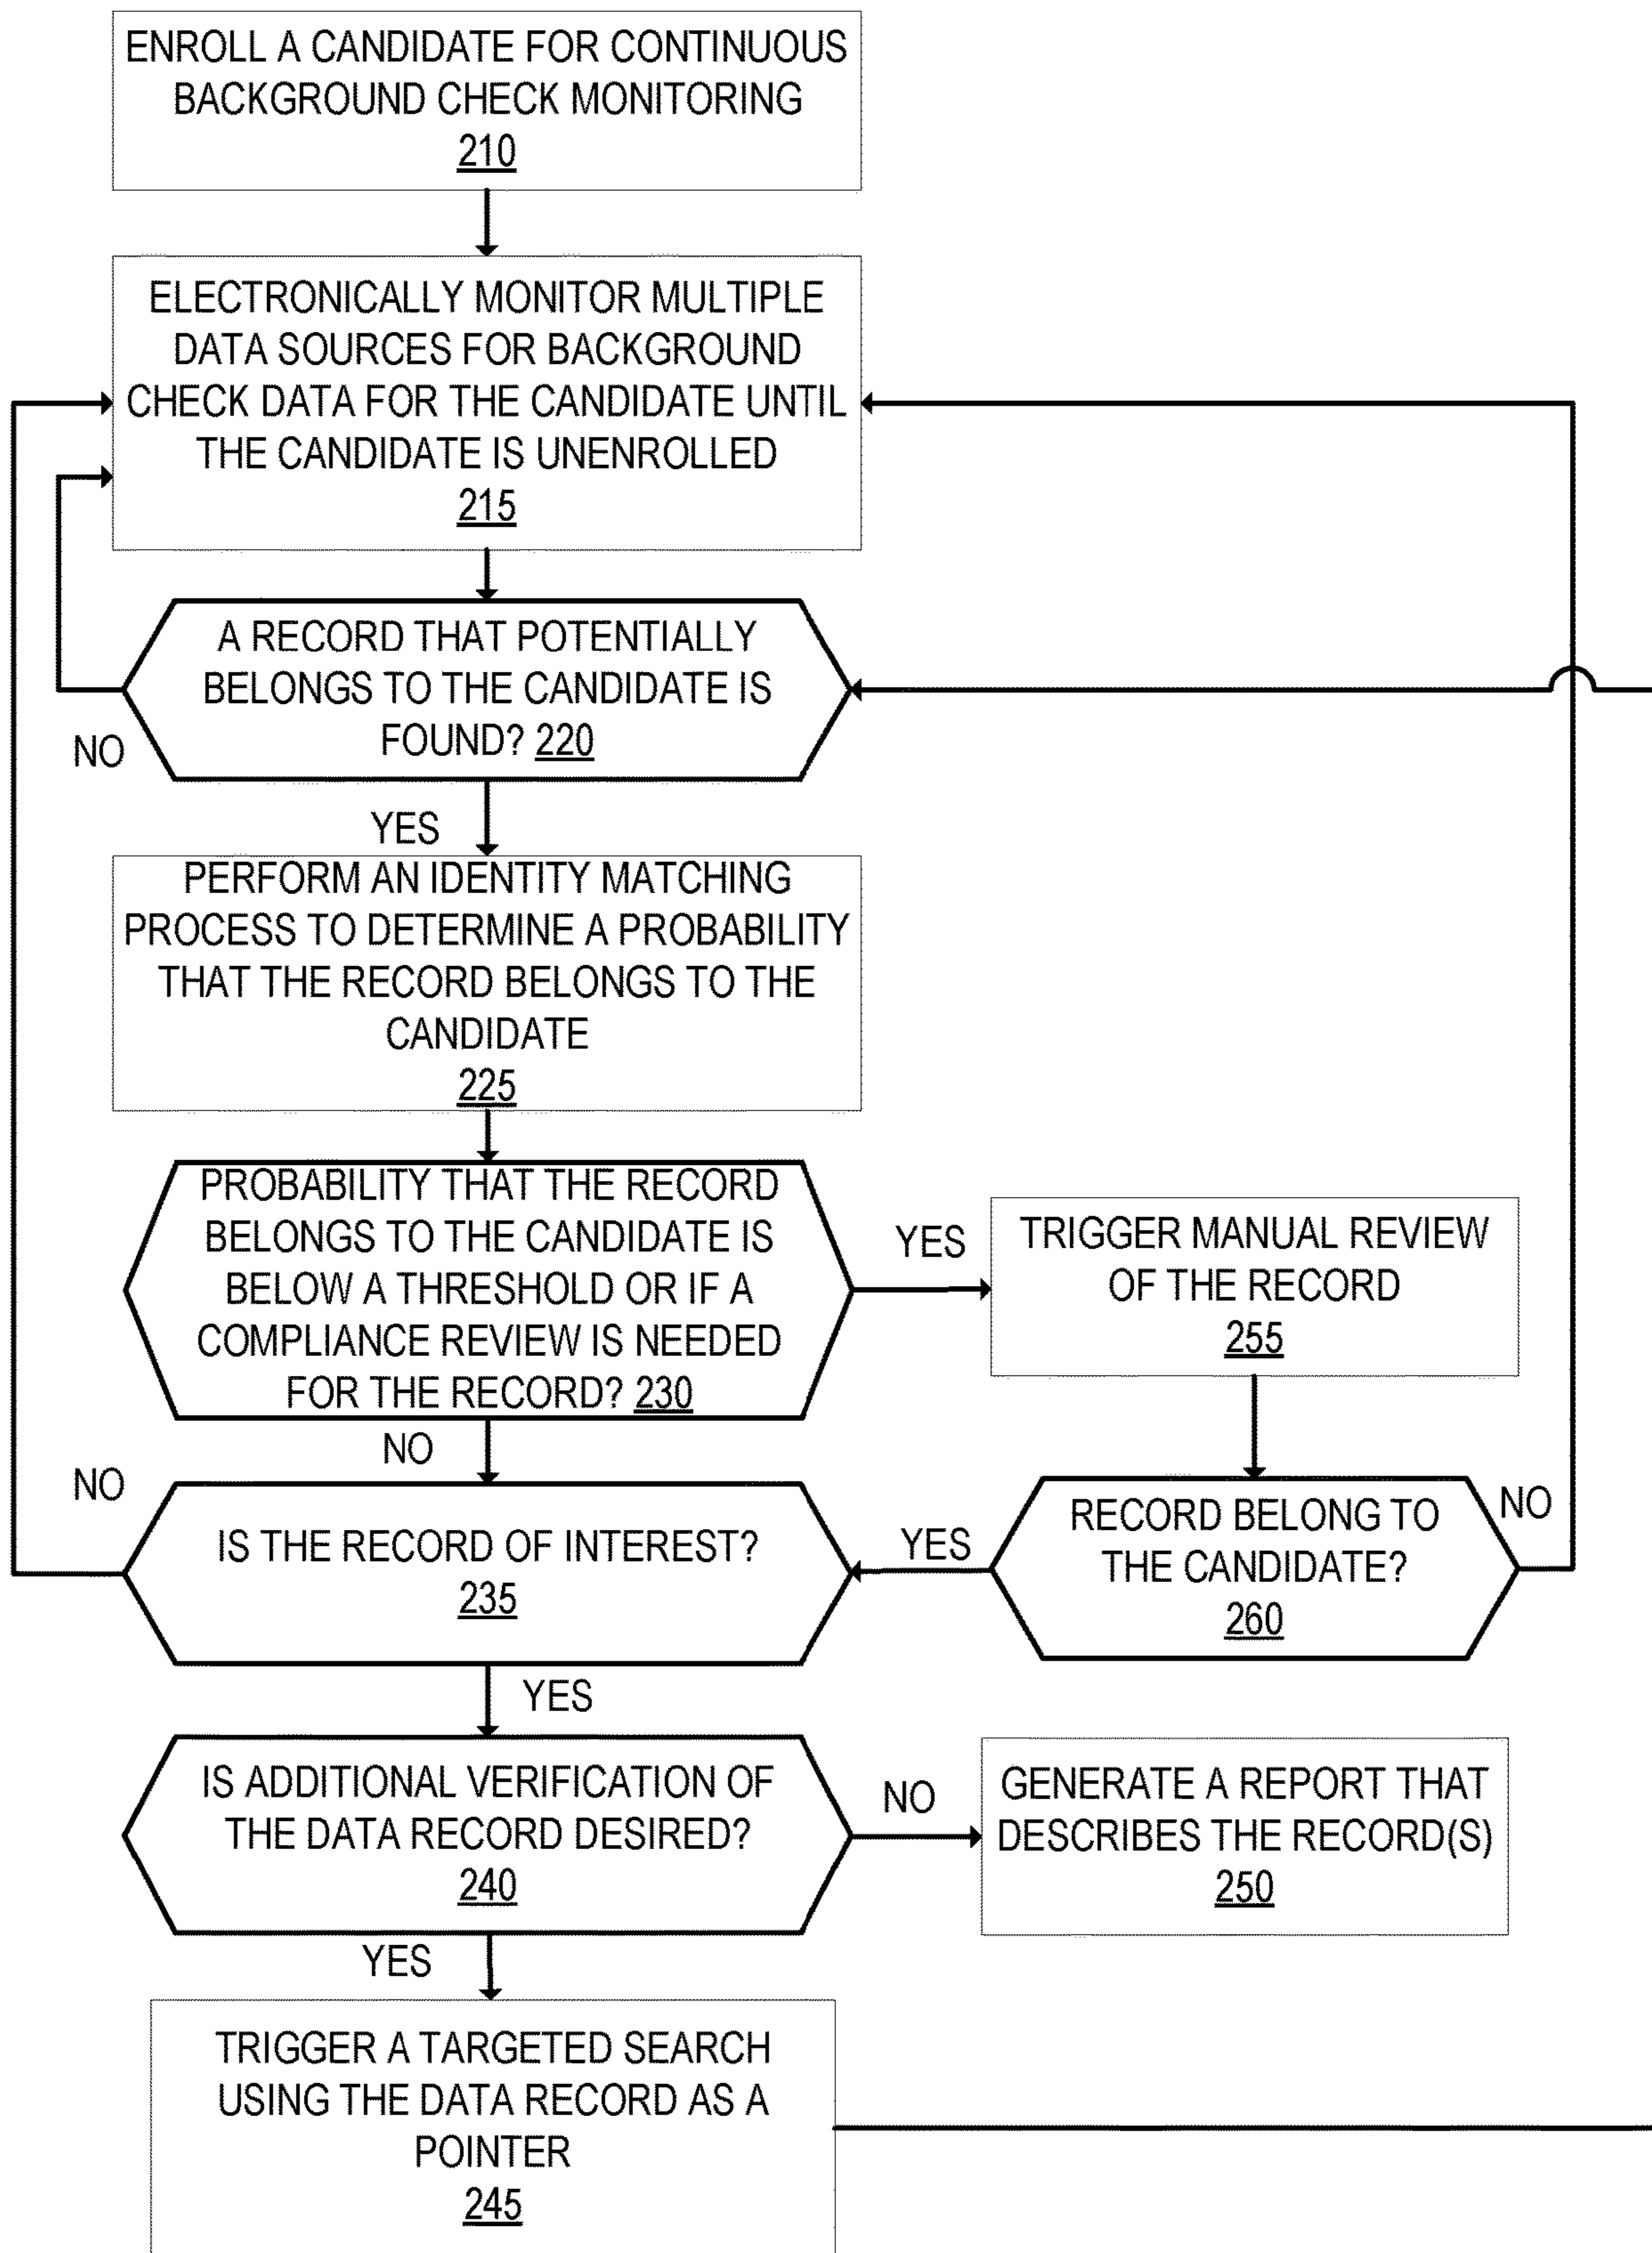 ENROLL A CANDIDATE FOR CONTINUOUS
BACKGROUND CHECK MONITORING
210
ELECTRONICALLY MONITOR MULTIPLE
DATA SOURCES FOR BACKGROUND
CHECK DATA FOR THE CANDIDATE UNTIL
THE CANDIDATE IS UNENROLLED
215
A RECORD THAT POTENTIALLY
BELONGS TO THE CANDIDATE IS
FOUND? 220
NO
YES
PERFORM AN IDENTITY MATCHING
PROCESS TO DETERMINE A PROBABILITY
THAT THE RECORD BELONGS TO THE
CANDIDATE
225
PROBABILITY THAT THE RECORD
BELONGS TO THE CANDIDATE IS
BELOW A THRESHOLD OR IF A
COMPLIANCE REVIEW IS NEEDED
FOR THE RECORD? 230
YES
TRIGGER MANUAL REVIEW
OF THE RECORD
255
NO
NO
IS THE RECORD OF INTEREST?
235
YES
RECORD BELONG TO
THE CANDIDATE?
260
NO
YES
IS ADDITIONAL VERIFICATION OF
THE DATA RECORD DESIRED?
240
NO
GENERATE A REPORT THAT
DESCRIBES THE RECORD(S)
250
YES
TRIGGER A TARGETED SEARCH
USING THE DATA RECORD AS A
POINTER
245